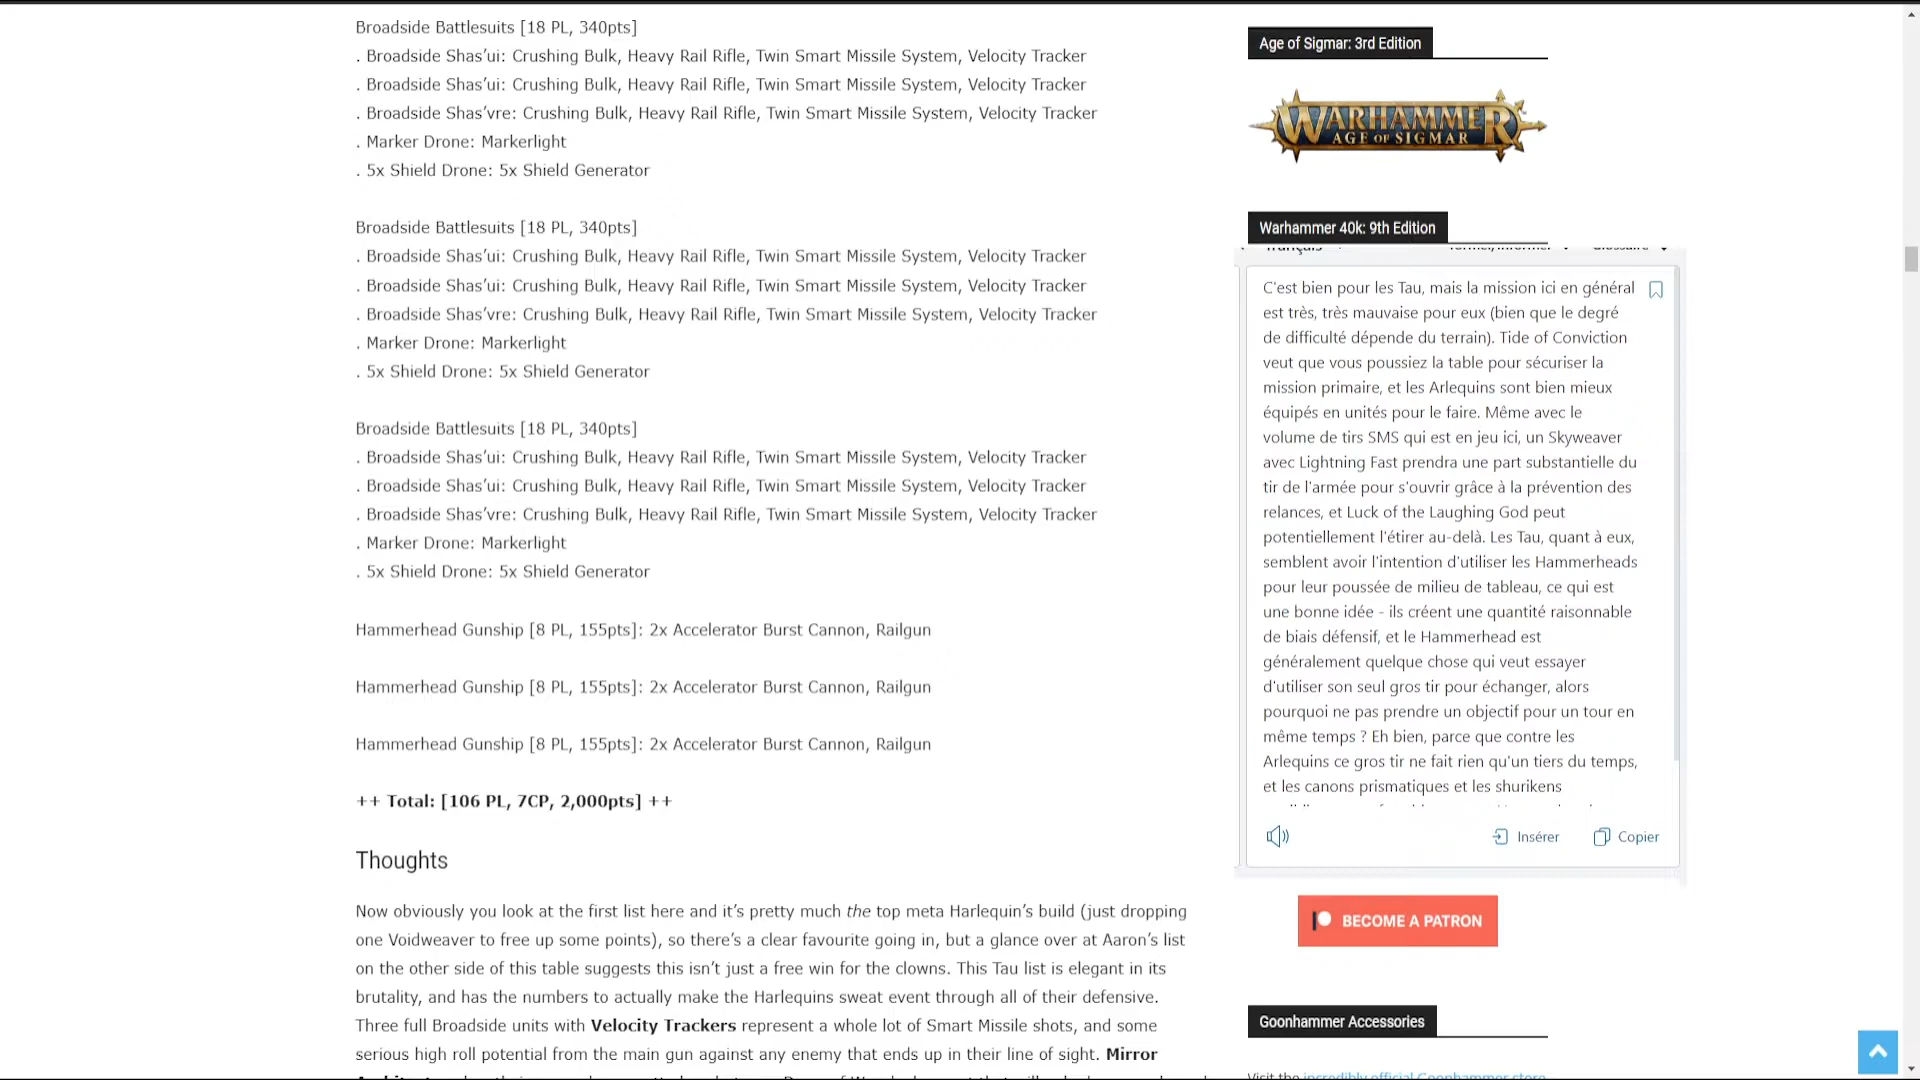 Broadside Battlesuits [18 PL, 340pts]
. Broadside Shas’ui: Crushing Bulk, Heavy Rail Rifle, Twin Smart Missile System, Velocity Tracker
. Broadside Shas’ui: Crushing Bulk, Heavy Rail Rifle, Twin Smart Missile System, Velocity Tracker
. Broadside Shas’vre: Crushing Bulk, Heavy Rail Rifle, Twin Smart Missile System, Velocity Tracker
. Marker Drone: Markerlight
. 5x Shield Drone: 5x Shield Generator
Broadside Battlesuits [18 PL, 340pts]
. Broadside Shas’ui: Crushing Bulk, Heavy Rail Rifle, Twin Smart Missile System, Velocity Tracker
. Broadside Shas’ui: Crushing Bulk, Heavy Rail Rifle, Twin Smart Missile System, Velocity Tracker
. Broadside Shas’vre: Crushing Bulk, Heavy Rail Rifle, Twin Smart Missile System, Velocity Tracker
. Marker Drone: Markerlight
. 5x Shield Drone: 5x Shield Generator
Broadside Battlesuits [18 PL, 340pts]
. Broadside Shas’ui: Crushing Bulk, Heavy Rail Rifle, Twin Smart Missile System, Velocity Tracker
. Broadside Shas’ui: Crushing Bulk, Heavy Rail Rifle, Twin Smart Missile System, Velocity Tracker
. Broadside Shas’vre: Crushing Bulk, Heavy Rail Rifle, Twin Smart Missile System, Velocity Tracker
. Marker Drone: Markerlight
. 5x Shield Drone: 5x Shield Generator
Hammerhead Gunship [8 PL, 155pts]: 2x Accelerator Burst Cannon, Railgun
Hammerhead Gunship [8 PL, 155pts]: 2x Accelerator Burst Cannon, Railgun
Hammerhead Gunship [8 PL, 155pts]: 2x Accelerator Burst Cannon, Railgun
++ Total: [106 PL, 7CP, 2,000pts] ++
Thoughts
Now obviously you look at the first list here and it’s pretty much the top meta Harlequin’s build (just dropping
one Voidweaver to free up some points), so there’s a clear favourite going in, but a glance over at Aaron’s list
on the other side of this table suggests this isn’t just a free win for the clowns. This Tau list is elegant in its
brutality, and has the numbers to actually make the Harlequins sweat event through all of their defensive.
Three full Broadside units with Velocity Trackers represent a whole lot of Smart Missile shots, and some
serious high roll potential from the main gun against any enemy that ends up in their line of sight. Mirror
Age of Sigmar: 3rd Edition
WARHAMMER
AGE OF SIGMAR
Warhammer 40k: 9th Edition
C'est bien pour les Tau, mais la mission ici en général
est très, très mauvaise pour eux (bien que le degré
de difficulté dépende du terrain). Tide of Conviction
veut que vous poussiez la table pour sécuriser la
mission primaire, et les Arlequins sont bien mieux
équipés en unités pour le faire. Même avec le
volume de tirs SMS qui est en jeu ici, un Skyweaver
avec Lightning Fast prendra une part substantielle du
tir de l'armée pour s'ouvrir grâce à la prévention des
relances, et Luck of the Laughing God peut
potentiellement l'étirer au-delà. Les Tau, quant à eux,
semblent avoir l'intention d'utiliser les Hammerheads
pour leur poussée de milieu de tableau, ce qui est
une bonne idée - ils créent une quantité raisonnable
de biais défensif, et le Hammerhead est
généralement quelque chose qui veut essayer
d'utiliser son seul gros tir pour échanger, alors
pourquoi ne pas prendre un objectif pour un tour en
même temps ? Eh bien, parce que contre les
Arlequins ce gros tir ne fait rien qu'un tiers du temps,
et les canons prismatiques et les shurikens
Insérer
Copier
BECOME A PATRON
Goonhammer Accessories
Visit the incredibly official Goonhammer store